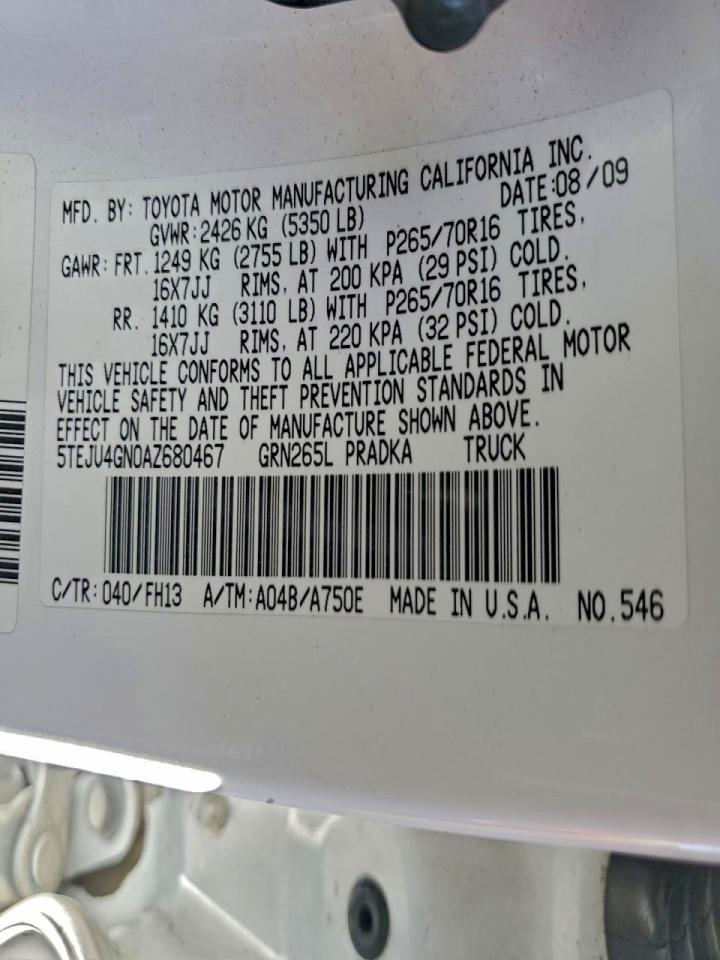 MFD. BY: TOYOTA MOTOR MANUFACTURING CALIFORNIA INC.
GVWR: 2426 KG (5350 LB) DATE: 08/09
GAWR: FRT. 1249 KG (2755 LB) WITH P265/70R16 TIRES,
16X7JJ RIMS, AT 200 KPA (29 PSI) COLD.
RR. 1410 KG (3110 LB) WITH P265/70R16 TIRES,
16X7JJ RIMS, AT 220 KPA (32 PSI) COLD.
THIS VEHICLE CONFORMS TO ALL APPLICABLE FEDERAL MOTOR
VEHICLE SAFETY AND THEFT PREVENTION STANDARDS IN
EFFECT ON THE DATE OF MANUFACTURE SHOWN ABOVE.
5TEJU4GN0AZ680467 GRN265L PRADKA TRUCK
C/TR: 040/FH13 A/TM: A04B/A750E MADE IN U.S.A. NO.546